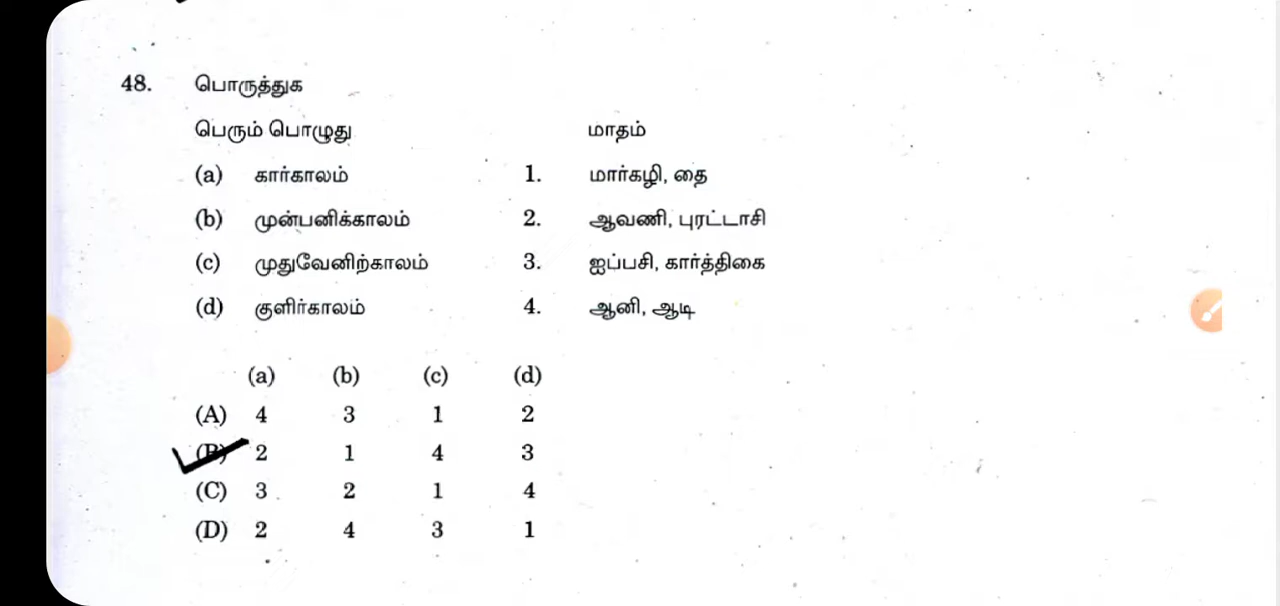 48. பொருத்துக
பெரும் பொழுது மாதம்
(a) கார்காலம் 1. மார்கழி, தை
(b) முன்பனிக்காலம் 2. ஆவணி, புரட்டாசி
(c) முதுவேனிற்காலம் 3. ஐப்பசி, கார்த்திகை
(d) குளிர்காலம் 4. ஆனி, ஆடி
(a) (b) (c) (d)
(A) 4 3 1 2
(B) 2 1 4 3
(C) 3 2 1 4
(D) 2 4 3 1